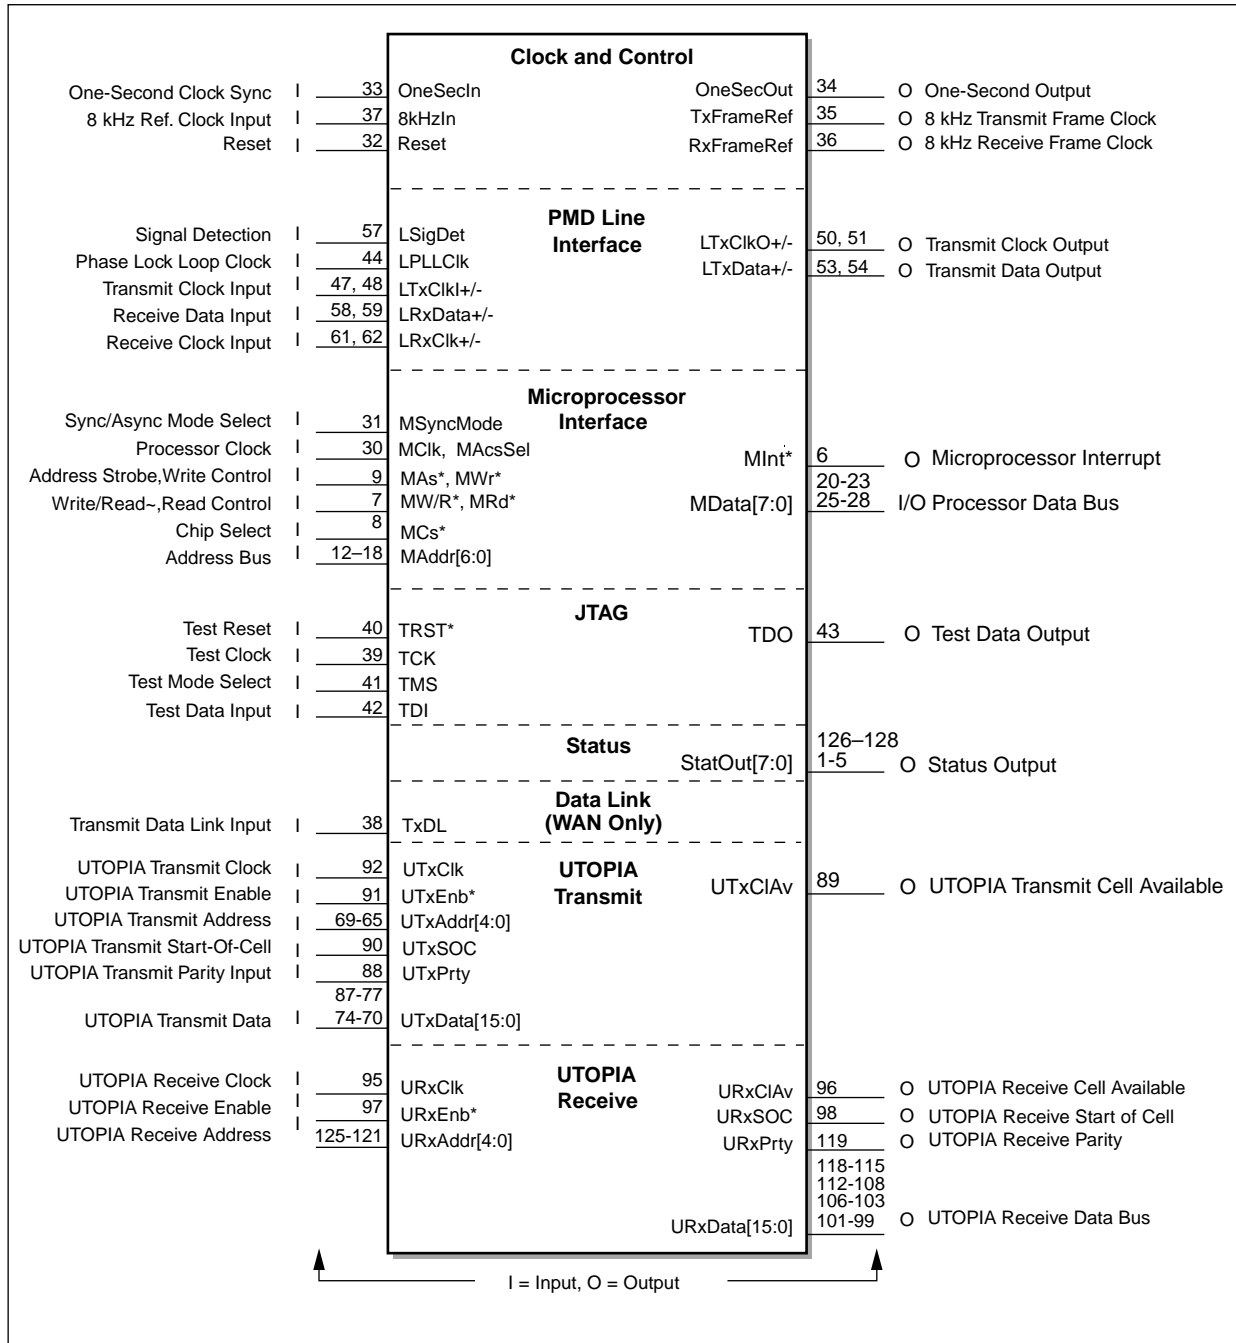 Clock and Control
One-Second Clock Sync I 33 OneSecIn OneSecOut 34 O One-Second Output
8 kHz Ref. Clock Input I 37 8kHzIn TxFrameRef 35 O 8 kHz Transmit Frame Clock
Reset I 32 Reset RxFrameRef 36 O 8 kHz Receive Frame Clock
PMD Line
Interface
Signal Detection I 57 LSigDet LTxClkO+/- 50, 51 O Transmit Clock Output
Phase Lock Loop Clock I 44 LPLLClk LTxData+/- 53, 54 O Transmit Data Output
Transmit Clock Input I 47, 48 LTxClkI+/-
Receive Data Input I 58, 59 LRxData+/-
Receive Clock Input I 61, 62 LRxClk+/-
Microprocessor
Interface
Sync/Async Mode Select I 31 MSyncMode
Processor Clock I 30 MClk, MAcsSel MInt* 6 O Microprocessor Interrupt
Address Strobe,Write Control I 9 MAs*, MWr* 20-23
Write/Read~,Read Control I 7 MW/R*, MRd* MData[7:0] 25-28 I/O Processor Data Bus
Chip Select I 8 MCs*
Address Bus I 12–18 MAddr[6:0]
JTAG
Test Reset I 40 TRST* TDO 43 O Test Data Output
Test Clock I 39 TCK
Test Mode Select I 41 TMS
Test Data Input I 42 TDI
Status
126–128
StatOut[7:0] 1-5 O Status Output
Data Link
(WAN Only)
Transmit Data Link Input I 38 TxDL
UTOPIA
Transmit
UTOPIA Transmit Clock I 92 UTxClk UTxClAv 89 O UTOPIA Transmit Cell Available
UTOPIA Transmit Enable I 91 UTxEnb*
UTOPIA Transmit Address I 69-65 UTxAddr[4:0]
UTOPIA Transmit Start-Of-Cell I 90 UTxSOC
UTOPIA Transmit Parity Input I 88 UTxPrty
87-77
UTOPIA Transmit Data I 74-70 UTxData[15:0]
UTOPIA
Receive
UTOPIA Receive Clock I 95 URxClk URxClAv 96 O UTOPIA Receive Cell Available
UTOPIA Receive Enable I 97 URxEnb* URxSOC 98 O UTOPIA Receive Start of Cell
UTOPIA Receive Address I 125-121 URxAddr[4:0] URxPrty 119 O UTOPIA Receive Parity
118-115
112-108
106-103
URxData[15:0] 101-99 O UTOPIA Receive Data Bus
I = Input, O = Output